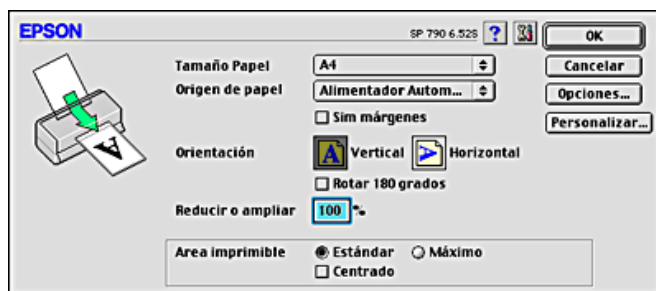 EPSON SP 790 6.52S ? OK
Tamaño Papel A4 Cancelar
Origen de papel Alimentador Autom... Opciones...
Sim márgenes Personalizar...
Orientación A Vertical A Horizontal
Rotar 180 grados
Reducir o ampliar 100 %
Area imprimible Estándar Máximo
Centrado
A